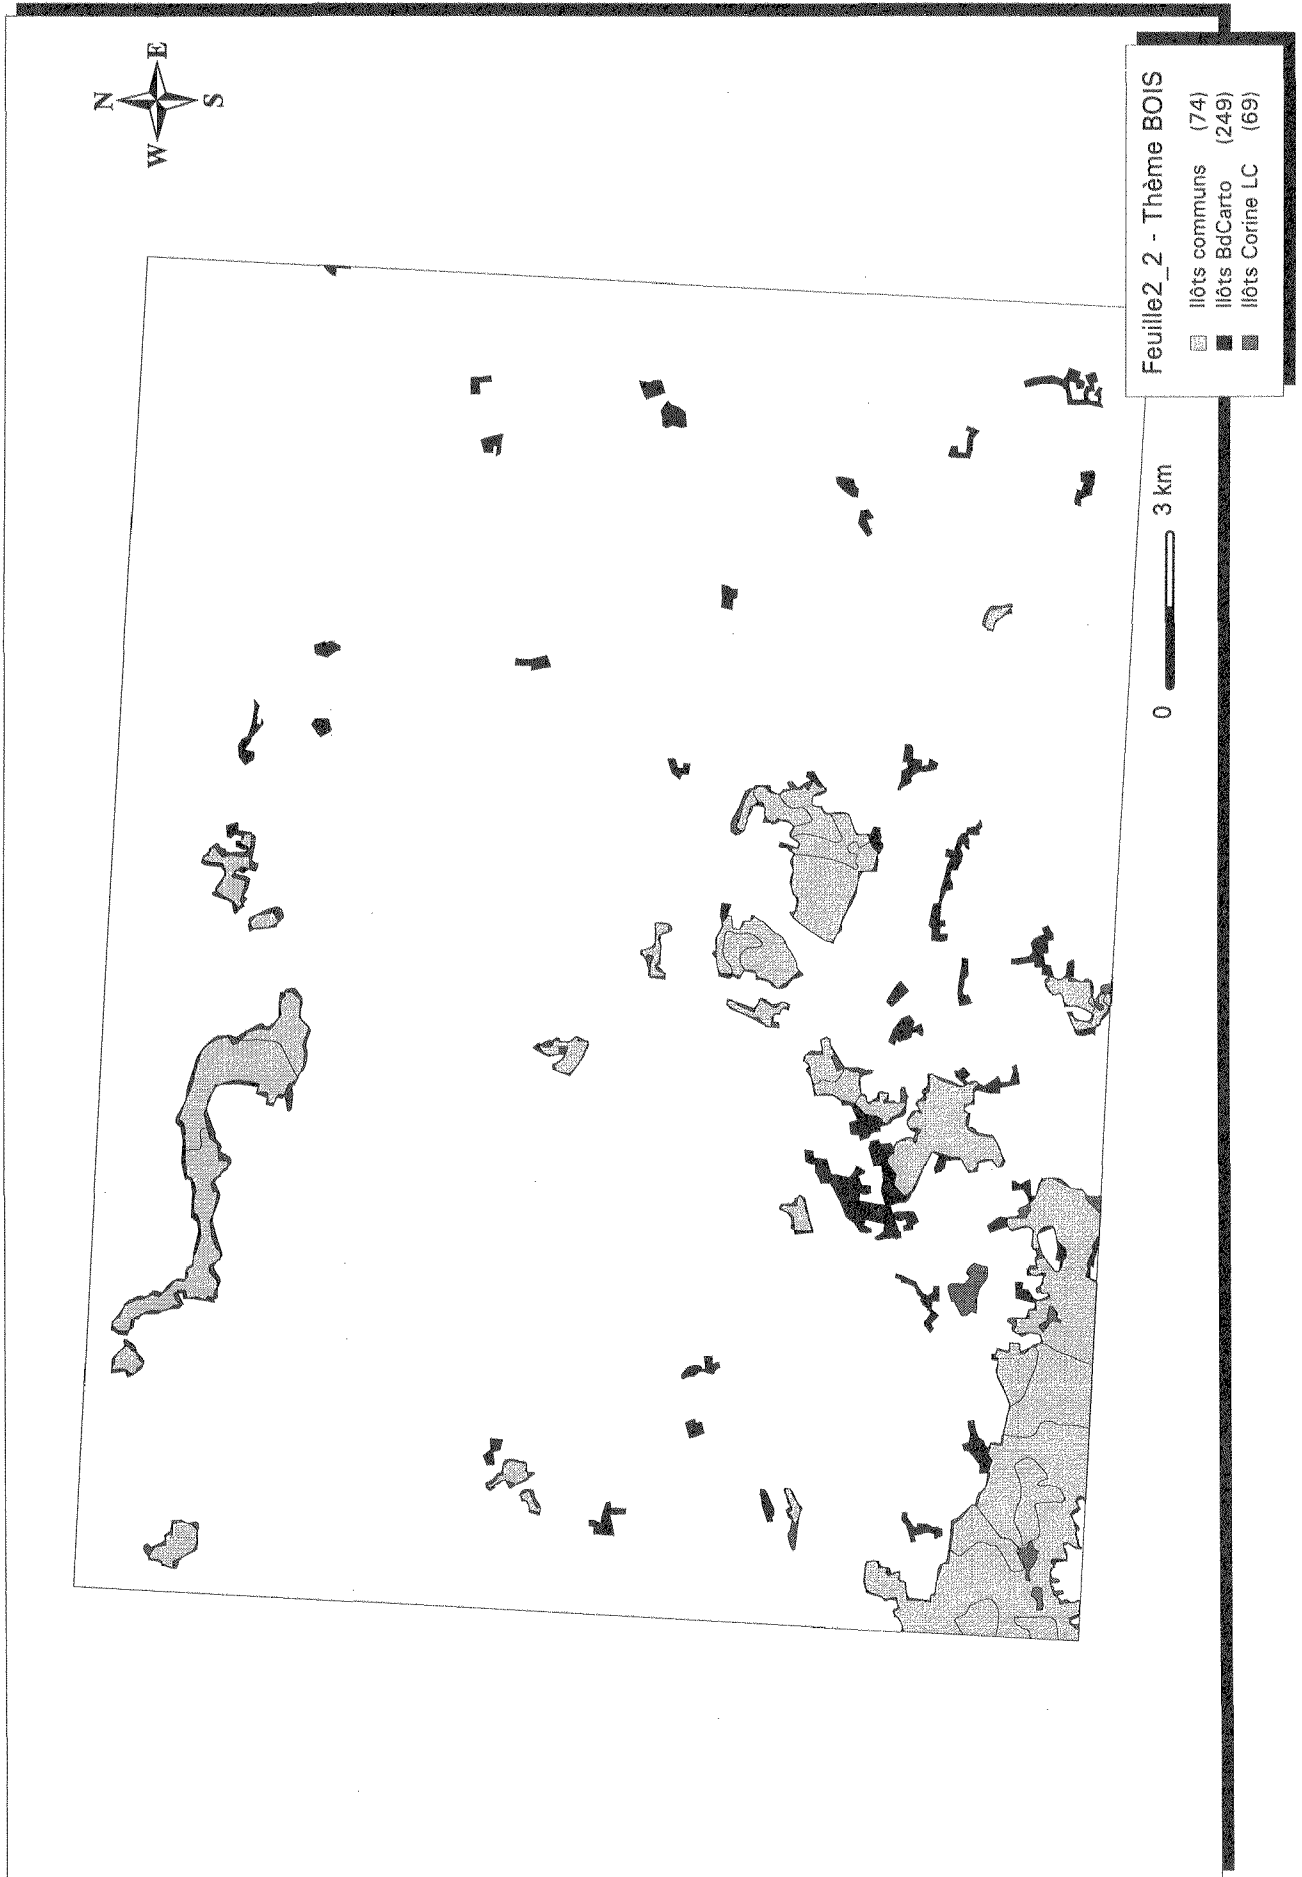 N
W E
S
Feuille2_2 - Thème BOIS
Ilôts communs (74)
Ilôts BdCarto (249)
Ilôts Corine LC (69)
0 3 km